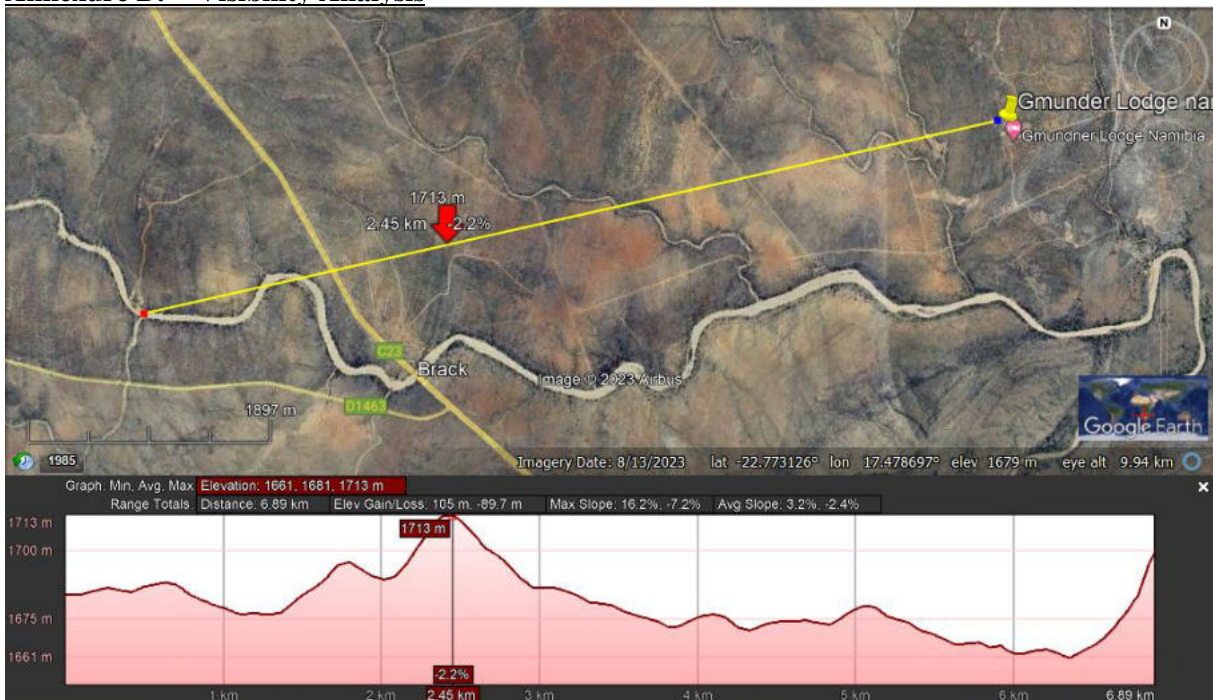 Annexure B: - Visibility Analysis
N
Gmunder Lodge nar
Gmundner Lodge Namibia
1713 m
2.45 km -2.2%
C23
Brack
Image © 2023 Airbus
D1463
1897 m
Google Earth
1985
Imagery Date: 8/13/2023 lat -22.773126° lon 17.478697° elev 1679 m eye alt 9.94 km
Graph: Min, Avg, Max Elevation: 1661, 1681, 1713 m
Range Totals: Distance: 6.89 km Elev Gain/Loss: 105 m, -89.7 m Max Slope: 16.2%, -7.2% Avg Slope: 3.2%, -2.4%
1713 m
1713 m
1700 m
1675 m
1661 m
-2.2%
1 km 2 km 2.45 km 3 km 4 km 5 km 6 km 6.89 km